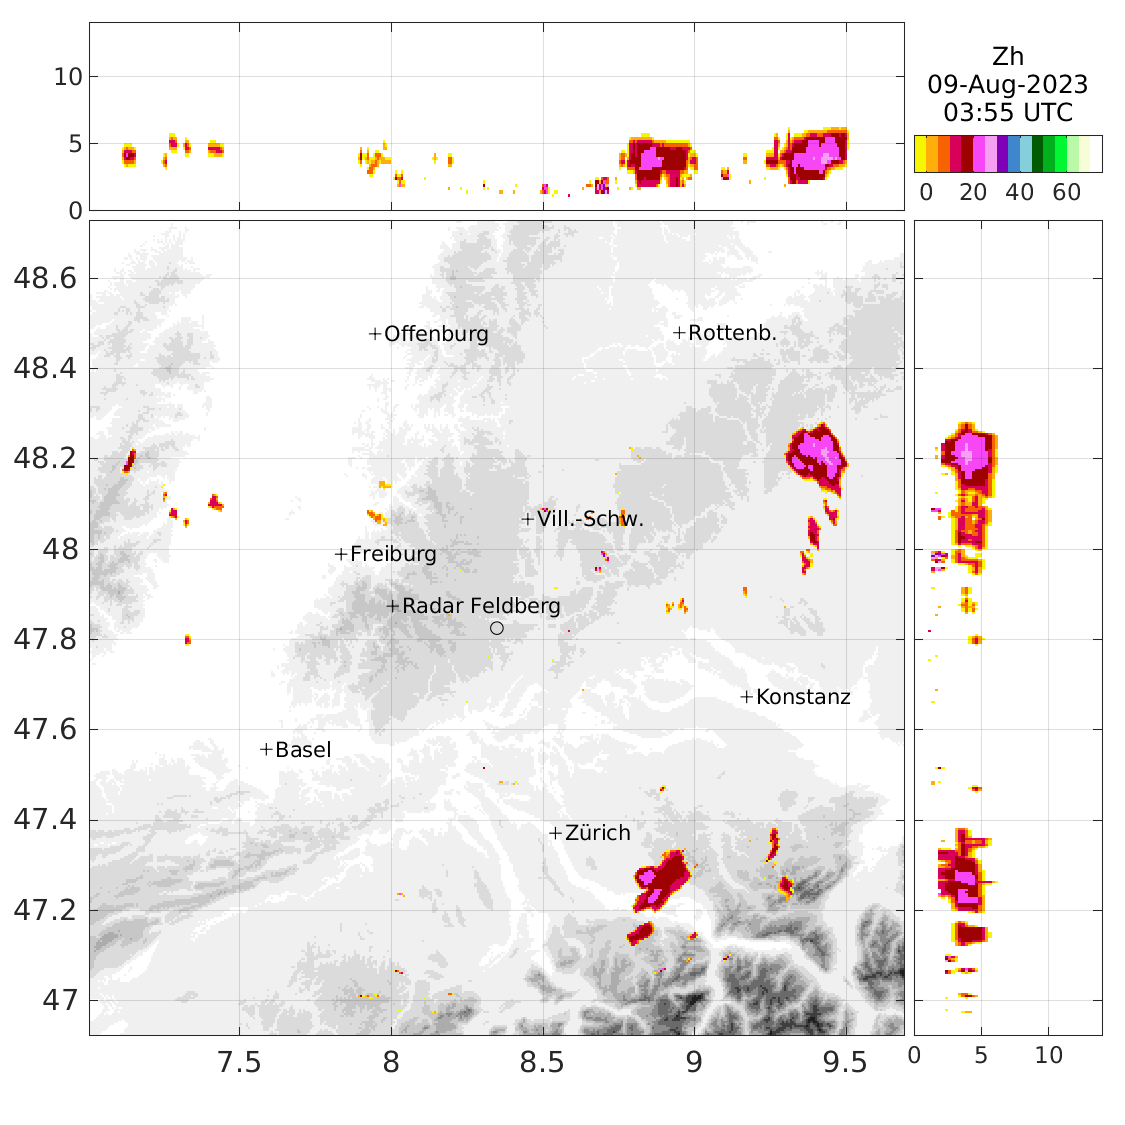 10
5
0
Zh
09-Aug-2023
03:55 UTC
0 20 40 60
48.6
48.4
48.2
48
47.8
47.6
47.4
47.2
47
+Offenburg
+Rottenb.
+Vill.-Schw.
+Freiburg
+Radar Feldberg
+Konstanz
+Basel
+Zürich
7.5 8 8.5 9 9.5
0 5 10